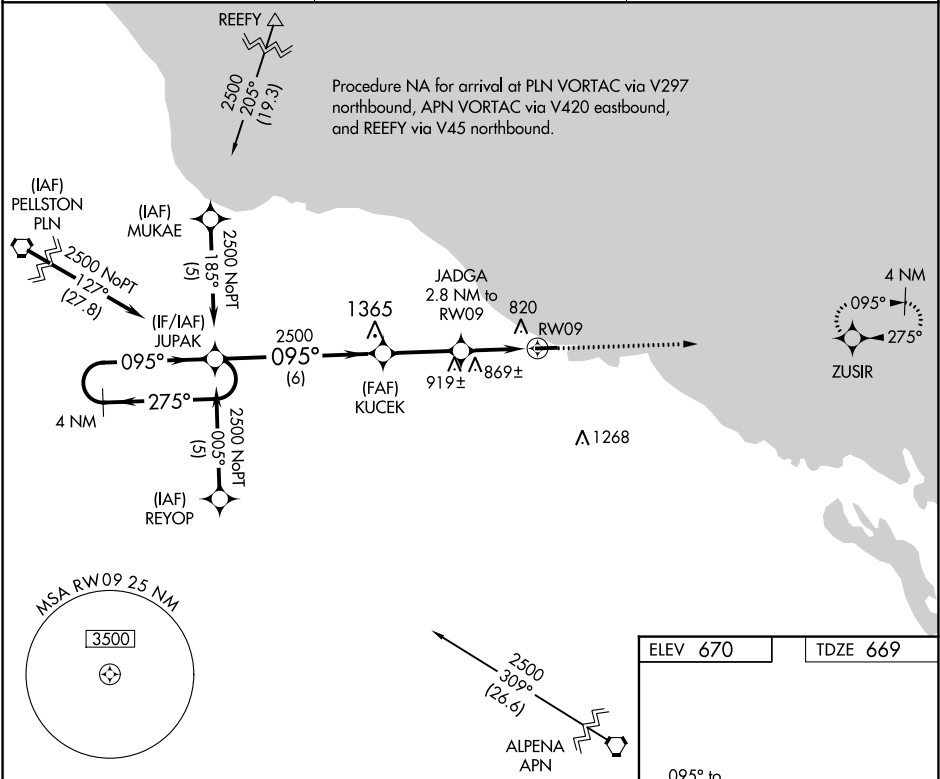 REEFY
2500
205°
(19.3)
Procedure NA for arrival at PLN VORTAC via V297
northbound, APN VORTAC via V420 eastbound,
and REEFY via V45 northbound.
(IAF)
PELLSTON
PLN
2500 NoPT
127°
(27.8)
(IAF)
MUKAE
2500 NoPT
185°
(5)
(IF/IAF)
JUPAK
095°
275°
4 NM
2500
095°
(6)
1365
(FAF)
KUCEK
JADGA
2.8 NM to
RW09
919±
869±
820
RW09
4 NM
095°
275°
ZUSIR
1268
2500 NoPT
005°
(5)
(IAF)
REYOP
MSA RW09 25 NM
3500
2500
309°
(26.6)
ALPENA
APN
ELEV 670
TDZE 669
095° to